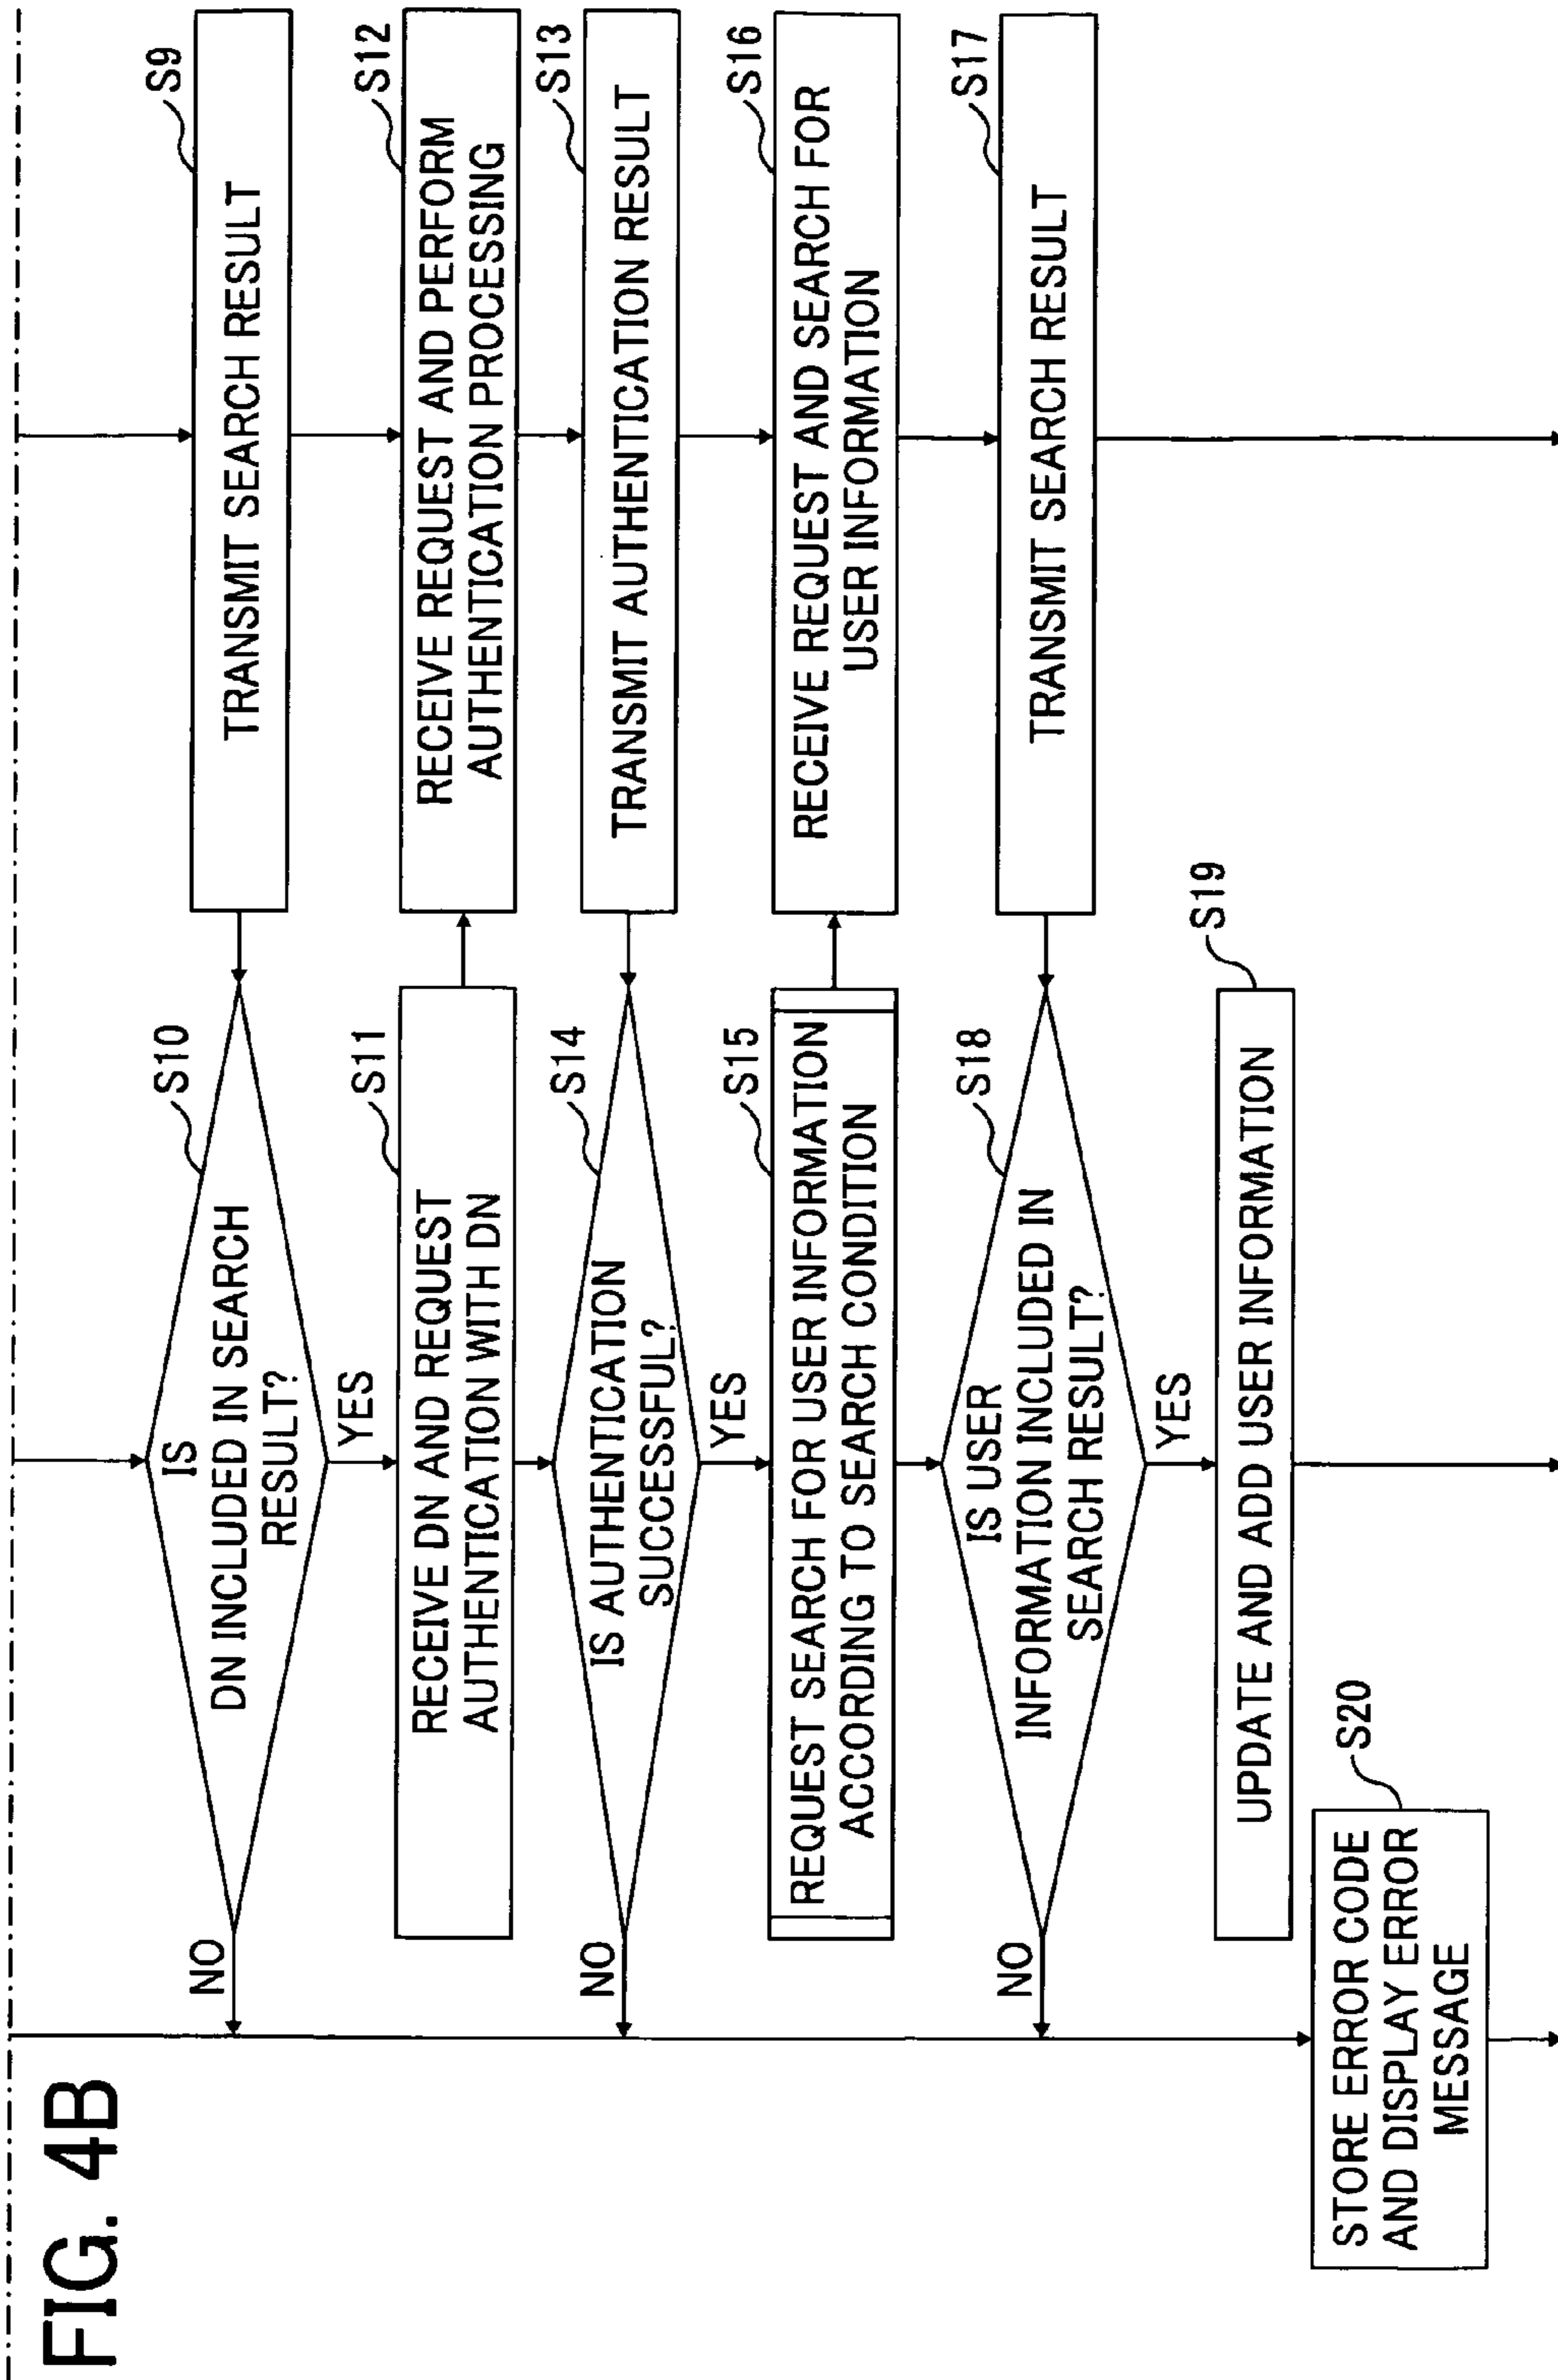 FIG. 4B
S9
TRANSMIT SEARCH RESULT
S10
IS
DN INCLUDED IN SEARCH
RESULT?
NO
YES
S11
RECEIVE DN AND REQUEST
AUTHENTICATION WITH DN
S12
RECEIVE REQUEST AND PERFORM
AUTHENTICATION PROCESSING
S13
TRANSMIT AUTHENTICATION RESULT
S14
IS AUTHENTICATION
SUCCESSFUL?
NO
YES
S15
REQUEST SEARCH FOR USER INFORMATION
ACCORDING TO SEARCH CONDITION
S16
RECEIVE REQUEST AND SEARCH FOR
USER INFORMATION
S17
TRANSMIT SEARCH RESULT
S18
IS USER
INFORMATION INCLUDED IN
SEARCH RESULT?
NO
YES
S19
UPDATE AND ADD USER INFORMATION
S20
STORE ERROR CODE
AND DISPLAY ERROR
MESSAGE